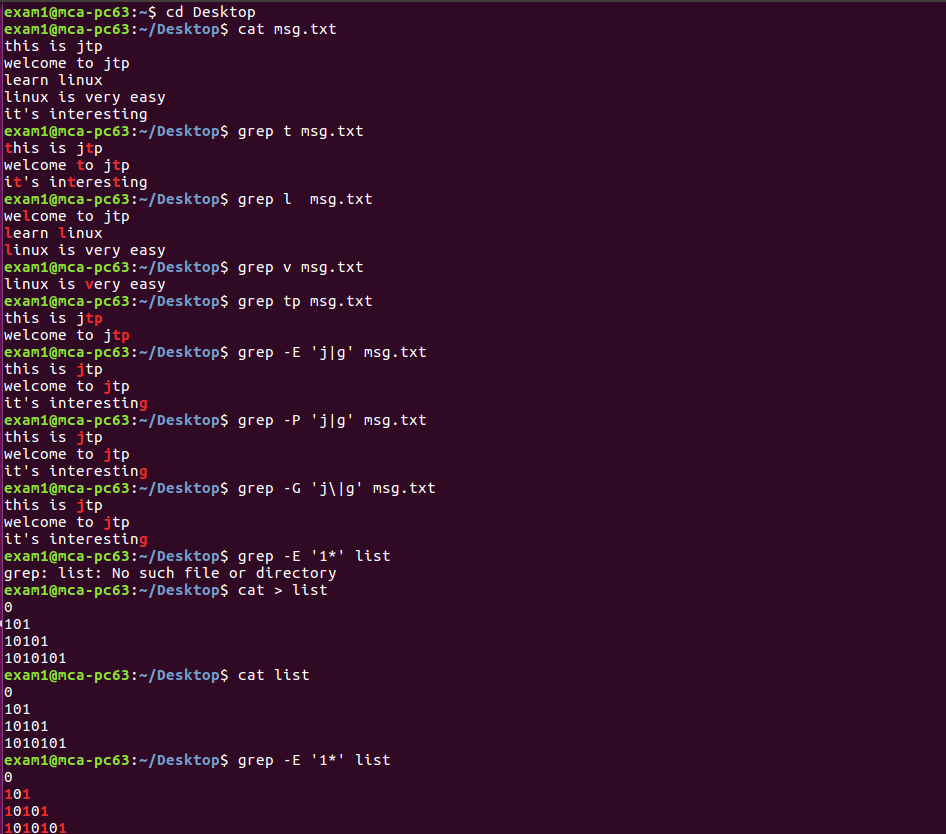 exam1@mca-pc63:~$ cd Desktop
exam1@mca-pc63:~/Desktop$ cat msg.txt
this is jtp
welcome to jtp
learn linux
linux is very easy
it's interesting
exam1@mca-pc63:~/Desktop$ grep t msg.txt
this is jtp
welcome to jtp
it's interesting
exam1@mca-pc63:~/Desktop$ grep l  msg.txt
welcome to jtp
learn linux
linux is very easy
exam1@mca-pc63:~/Desktop$ grep v msg.txt
linux is very easy
exam1@mca-pc63:~/Desktop$ grep tp msg.txt
this is jtp
welcome to jtp
exam1@mca-pc63:~/Desktop$ grep -E 'j|g' msg.txt
this is jtp
welcome to jtp
it's interesting
exam1@mca-pc63:~/Desktop$ grep -P 'j|g' msg.txt
this is jtp
welcome to jtp
it's interesting
exam1@mca-pc63:~/Desktop$ grep -G 'j\|g' msg.txt
this is jtp
welcome to jtp
it's interesting
exam1@mca-pc63:~/Desktop$ grep -E '1*' list
grep: list: No such file or directory
exam1@mca-pc63:~/Desktop$ cat > list
0
101
10101
1010101
exam1@mca-pc63:~/Desktop$ cat list
0
101
10101
1010101
exam1@mca-pc63:~/Desktop$ grep -E '1*' list
0
101
10101
1010101